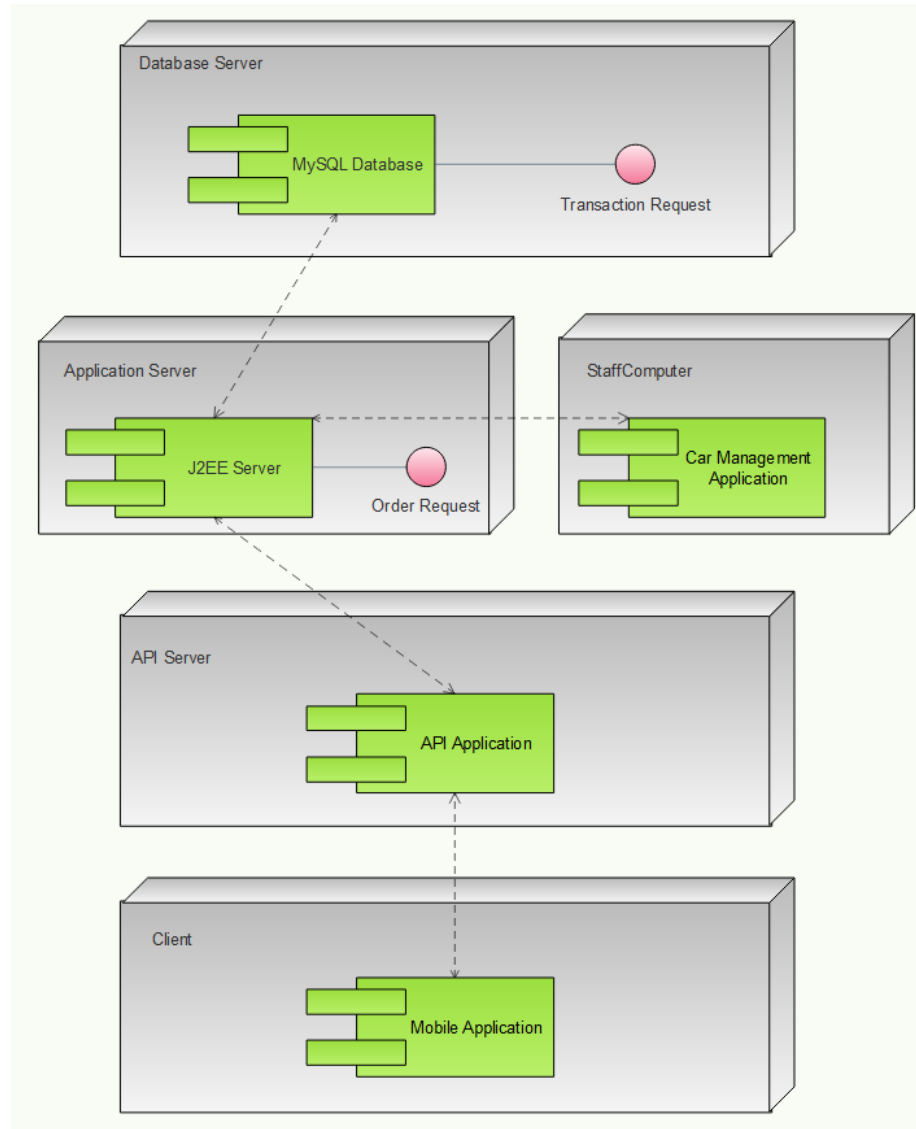 Database Server
MySQL Database
Transaction Request
Application Server
J2EE Server
Order Request
StaffComputer
Car Management
Application
API Server
API Application
Client
Mobile Application